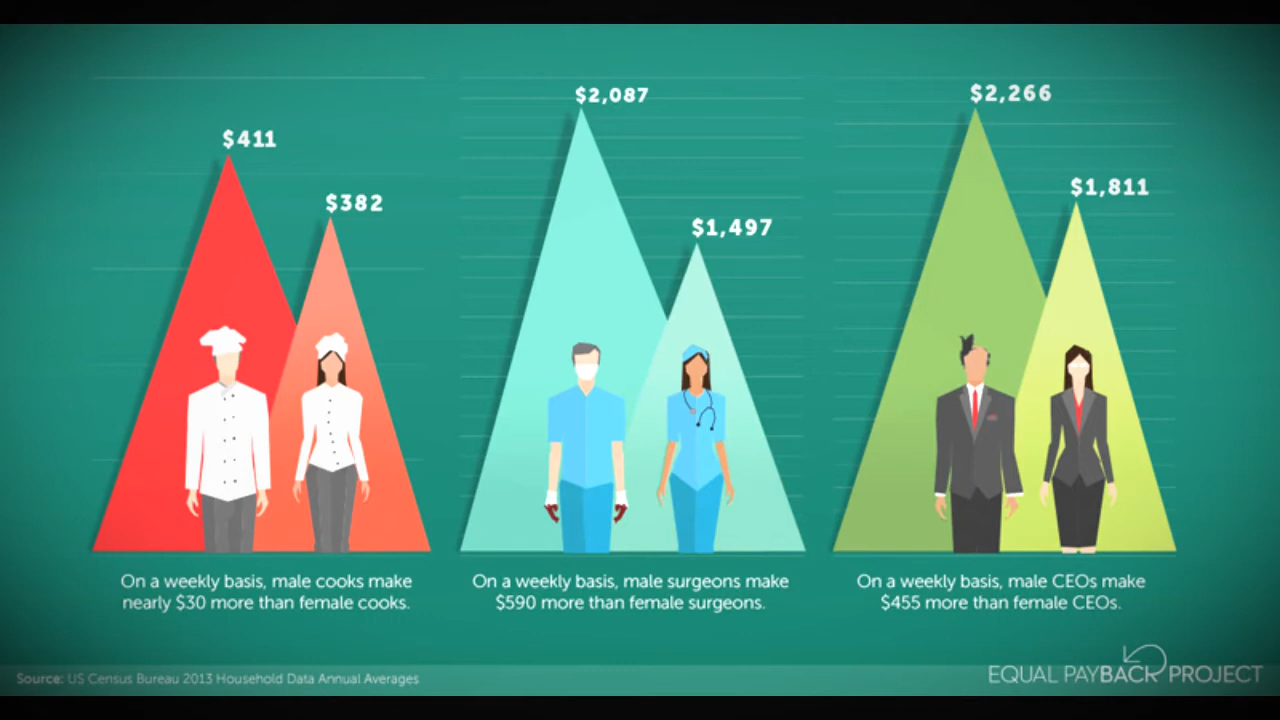 $411
$382
$2,087
$1,497
$2,266
$1,811
On a weekly basis, male cooks make
nearly $30 more than female cooks.
On a weekly basis, male surgeons make
$590 more than female surgeons.
On a weekly basis, male CEOs make
$455 more than female CEOs.
Source: US Census Bureau 2013 Household Data Annual Averages
EQUAL PAYBACK PROJECT